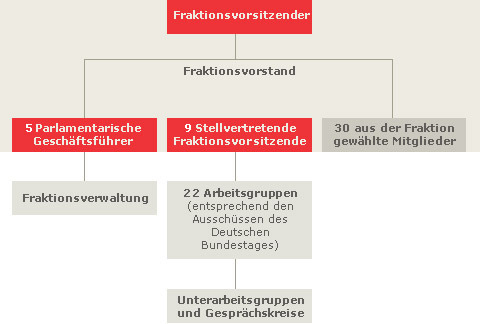 Fraktionsvorsitzender
Fraktionsvorstand
5 Parlamentarische
Geschäftsführer
9 Stellvertretende
Fraktionsvorsitzende
30 aus der Fraktion
gewählte Mitglieder
Fraktionsverwaltung
22 Arbeitsgruppen
(entsprechend den
Ausschüssen des
Deutschen
Bundestages)
Unterarbeitsgruppen
und Gesprächskreise